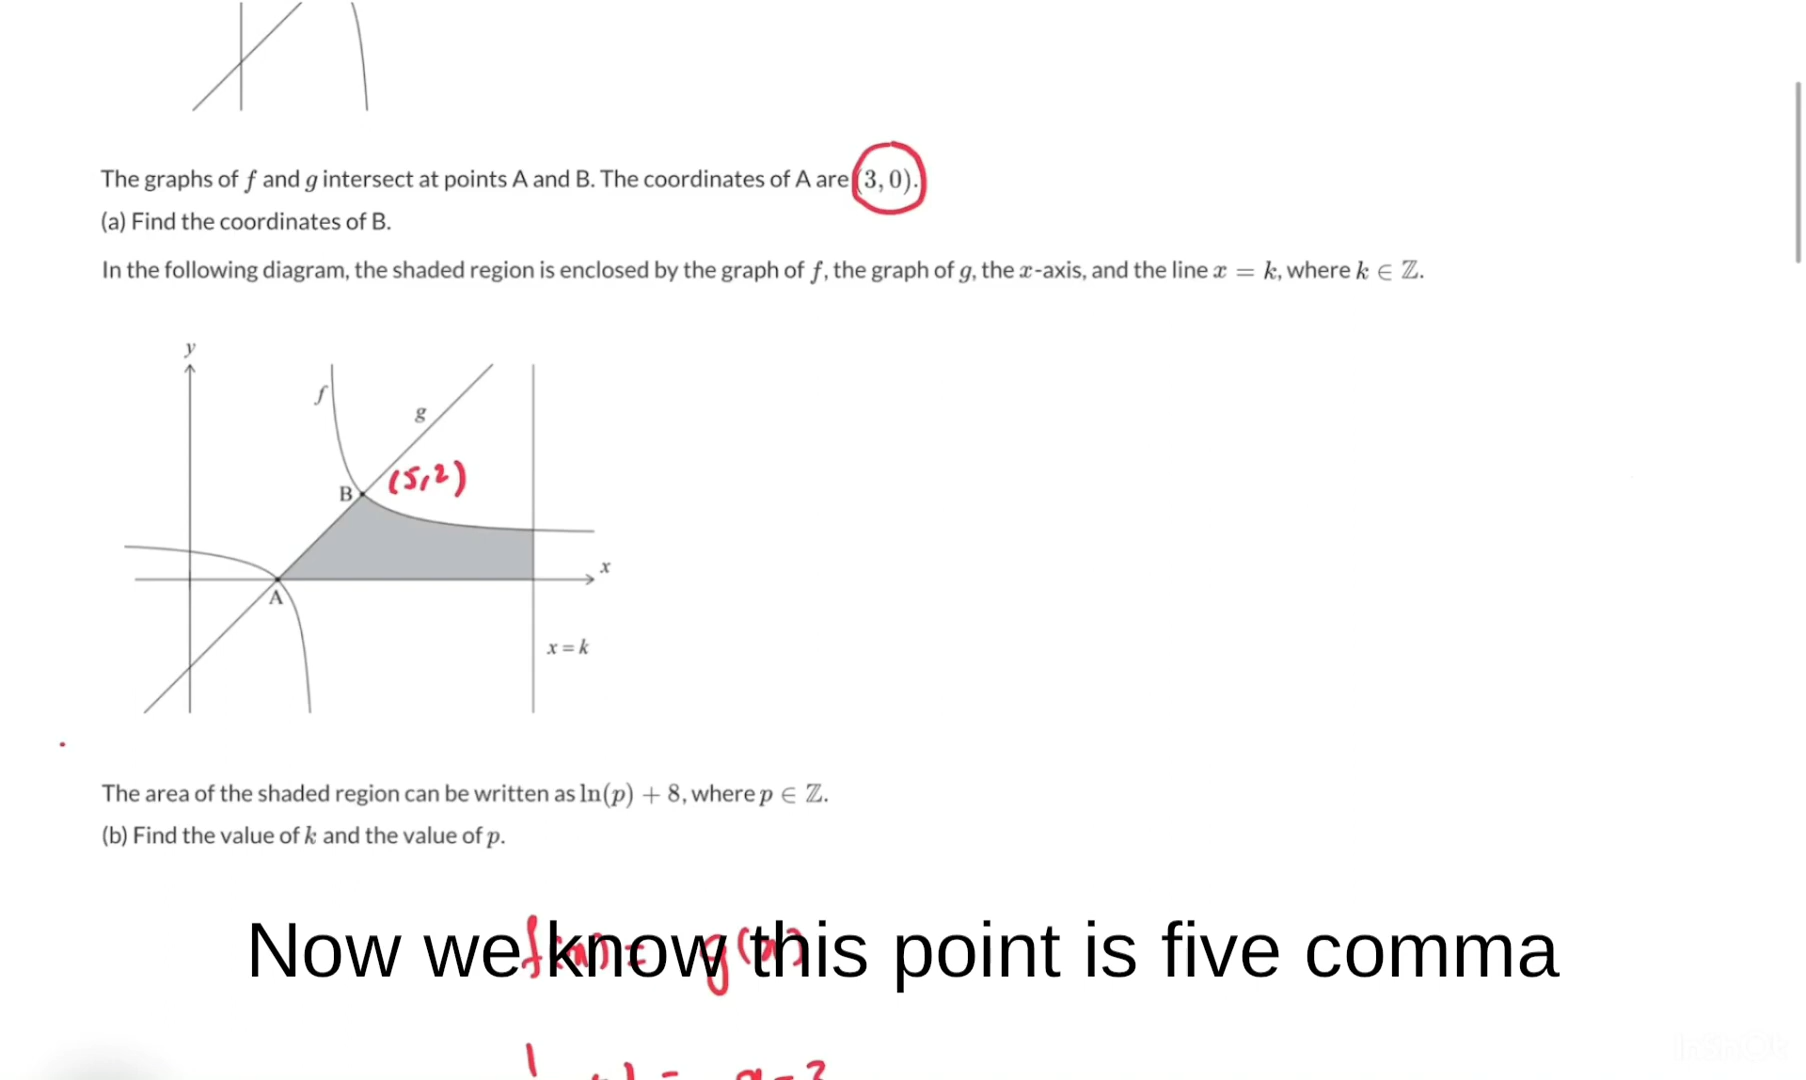 The graphs of f and g intersect at points A and B. The coordinates of A are (3, 0).
(a) Find the coordinates of B.
In the following diagram, the shaded region is enclosed by the graph of f, the graph of g, the x-axis, and the line x = k, where k ∈ ℤ.
y
f
g
B (5,2)
x
A
x = k
The area of the shaded region can be written as ln(p) + 8, where p ∈ ℤ.
(b) Find the value of k and the value of p.
Now we know this point is five comma